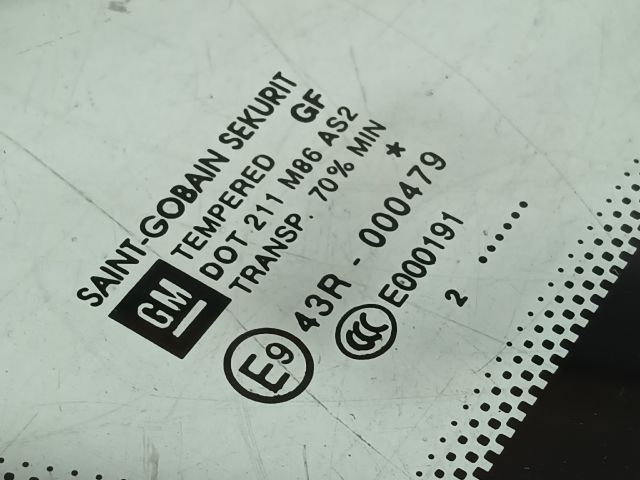 SAINT-GOBAIN SEKURIT
GM
TEMPERED GF
DOT 211 M86 AS2
TRANSP. 70% MIN
*
E9 43R - 000479
CCC E000191
2 ......